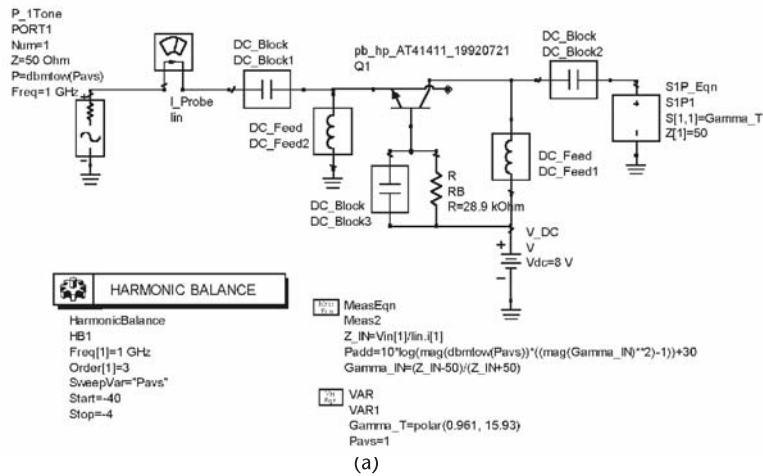 P_1Tone
PORT1
Num=1
Z=50 Ohm
P=dbmtow(Pavs)
Freq=1 GHz
I_Probe
Iin
DC_Block
DC_Block1
DC_Feed
DC_Feed2
pb_hp_AT41411_19920721
Q1
DC_Block
DC_Block2
S1P_Eqn
S1P1
S[1,1]=Gamma_T
Z[1]=50
DC_Feed
DC_Feed1
DC_Block
DC_Block3
R
RB
R=28.9 kOhm
V_DC
V
Vdc=8 V
HARMONIC BALANCE
HarmonicBalance
HB1
Freq[1]=1 GHz
Order[1]=3
SweepVar="Pavs"
Start=-40
Stop=-4
Meas
Eqn
MeasEqn
Meas2
Z_IN=Vin[1]/Iin.i[1]
Padd=10*log(mag(dbmtow(Pavs))*((mag(Gamma_IN)**2)-1))+30
Gamma_IN=(Z_IN-50)/(Z_IN+50)
Var
Eqn
VAR
VAR1
Gamma_T=polar(0.961, 15.93)
Pavs=1
(a)